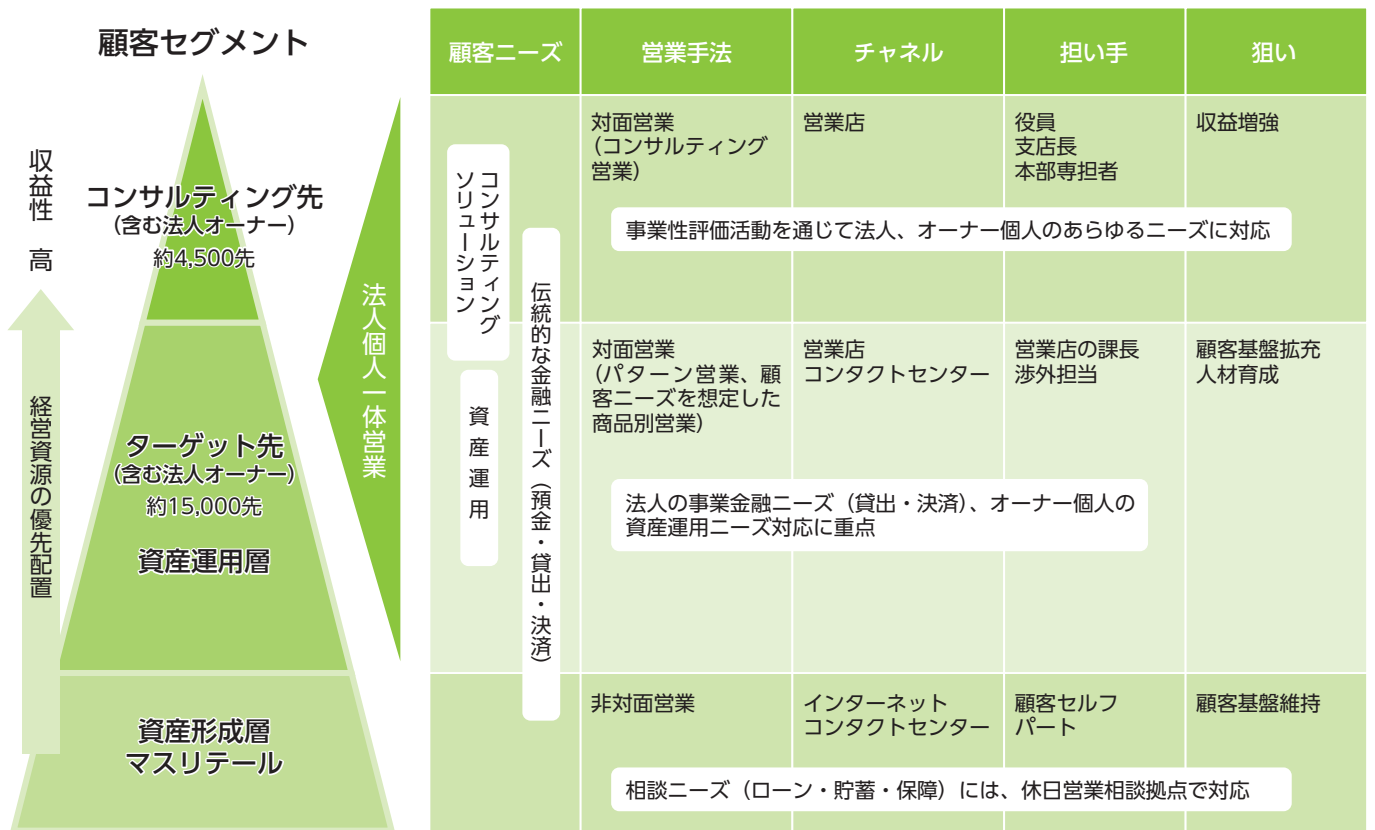 顧客セグメント
収益性 高
経営資源の優先配置
コンサルティング先
（含む法人オーナー）
約4,500先
ターゲット先
（含む法人オーナー）
約15,000先
資産運用層
資産形成層
マスリテール
法人個人一体営業
顧客ニーズ
営業手法
チャネル
担い手
狙い
コンサルティング
ソリューション
資産運用
伝統的な金融ニーズ（預金・貸出・決済）
対面営業
（コンサルティング
営業）
営業店
役員
支店長
本部専担者
収益増強
事業性評価活動を通じて法人、オーナー個人のあらゆるニーズに対応
対面営業
（パターン営業、顧
客ニーズを想定した
商品別営業）
営業店
コンタクトセンター
営業店の課長
渉外担当
顧客基盤拡充
人材育成
法人の事業金融ニーズ（貸出・決済）、オーナー個人の
資産運用ニーズ対応に重点
非対面営業
インターネット
コンタクトセンター
顧客セルフ
パート
顧客基盤維持
相談ニーズ（ローン・貯蓄・保障）には、休日営業相談拠点で対応